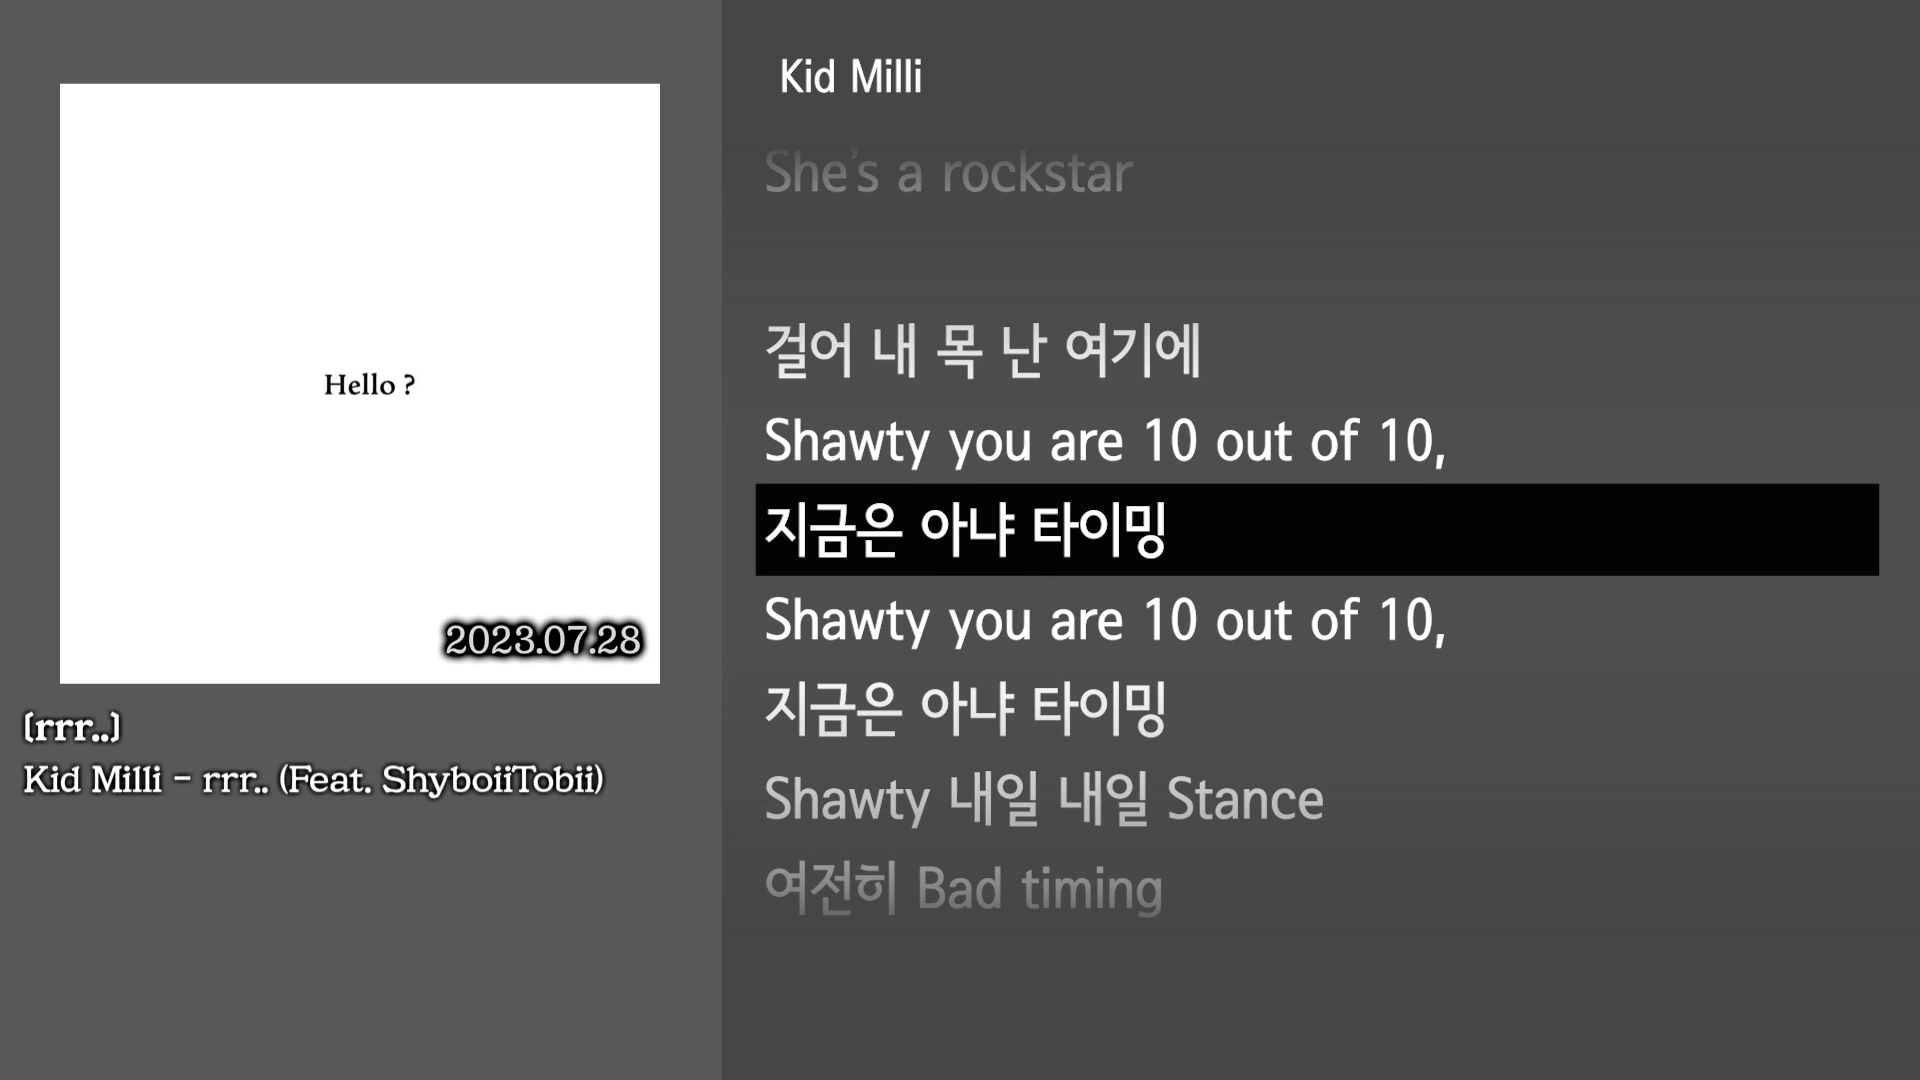 Hello ?
2023.07.28
[rrr..]
Kid Milli - rrr.. (Feat. ShyboiiTobii)
Kid Milli
She's a rockstar
걸어 내 목 난 여기에
Shawty you are 10 out of 10,
지금은 아냐 타이밍
Shawty you are 10 out of 10,
지금은 아냐 타이밍
Shawty 내일 내일 Stance
여전히 Bad timing